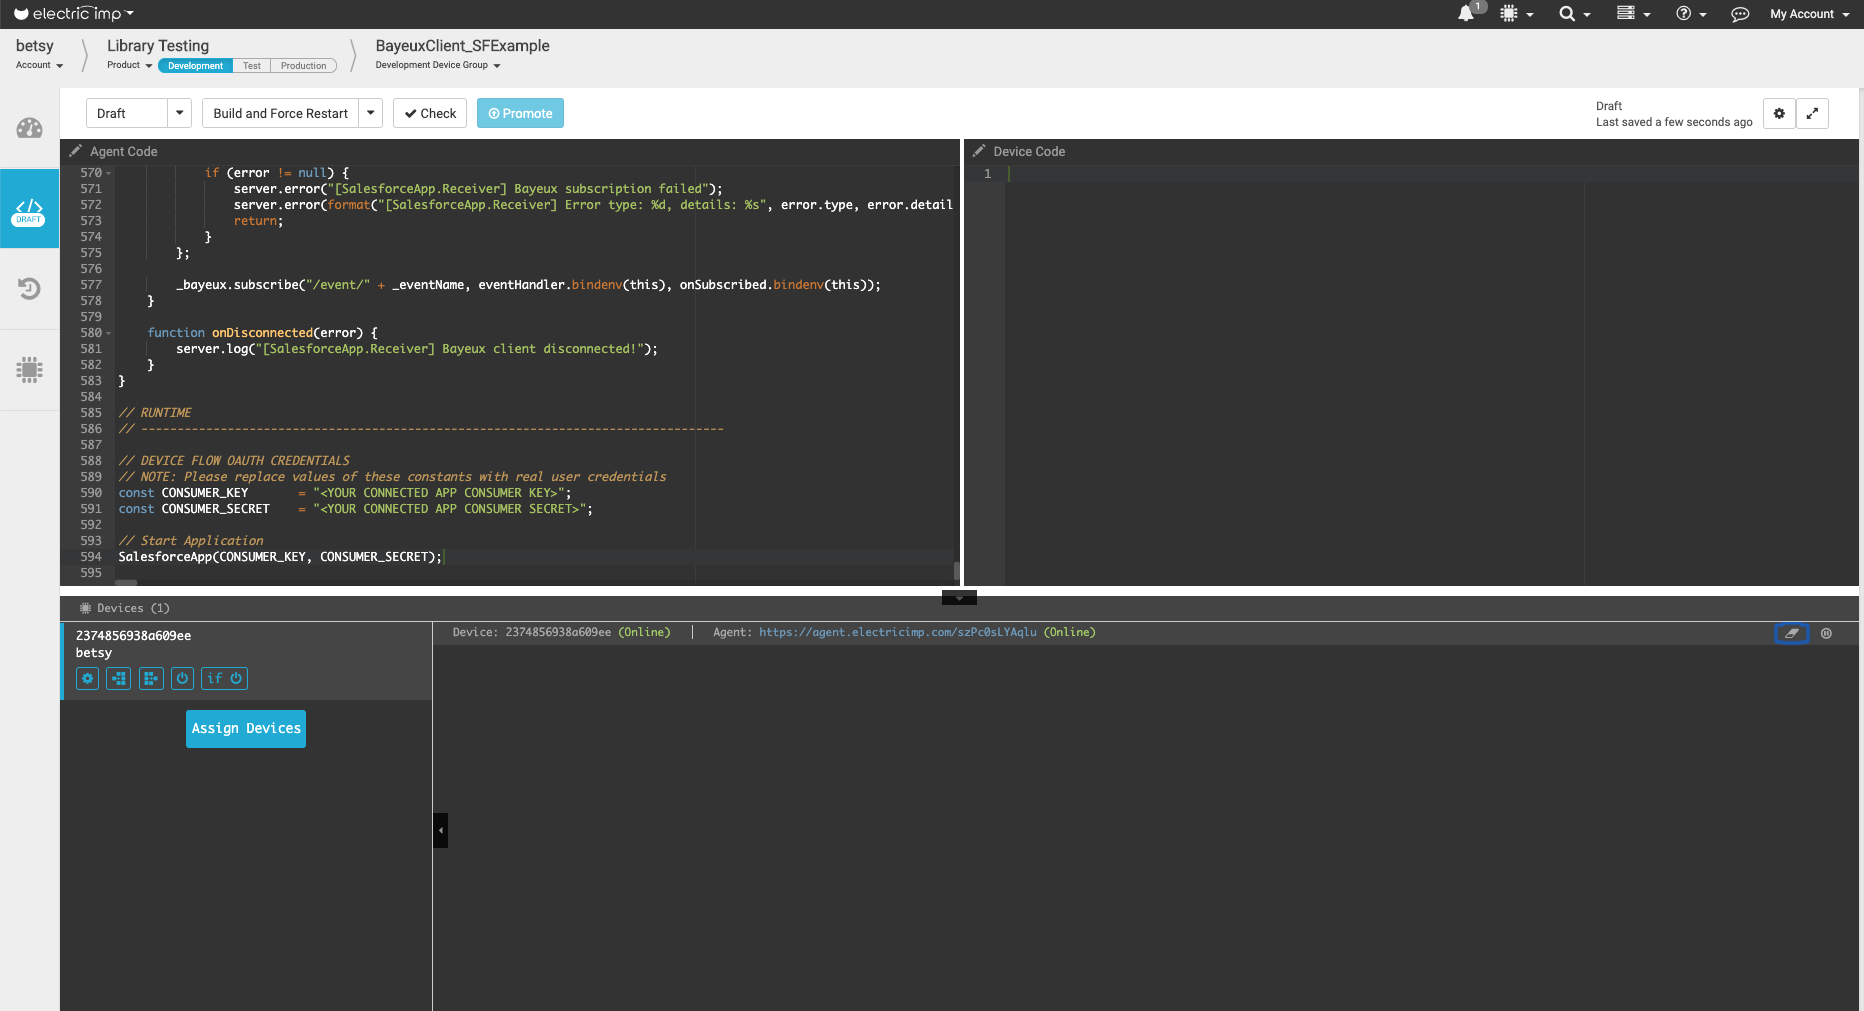 electric imp
1
My Account
betsy
Account
Library Testing
Product
Development
Test
Production
BayeuxClient_SFExample
Development Device Group
Draft
Build and Force Restart
Check
Promote
Draft
Last saved a few seconds ago
DRAFT
Agent Code
570 if (error != null) {
571 server.error("[SalesforceApp.Receiver] Bayeux subscription failed");
572 server.error(format("[SalesforceApp.Receiver] Error type: %d, details: %s", error.type, error.detail
573 return;
574 }
575 };
576
577 _bayeux.subscribe("/event/" + _eventName, eventHandler.bindenv(this), onSubscribed.bindenv(this));
578 }
579
580 function onDisconnected(error) {
581 server.log("[SalesforceApp.Receiver] Bayeux client disconnected!");
582 }
583 }
584
585 // RUNTIME
586 // ---------------------------------------------------------------------------------
587
588 // DEVICE FLOW OAUTH CREDENTIALS
589 // NOTE: Please replace values of these constants with real user credentials
590 const CONSUMER_KEY = "<YOUR CONNECTED APP CONSUMER KEY>";
591 const CONSUMER_SECRET = "<YOUR CONNECTED APP CONSUMER SECRET>";
592
593 // Start Application
594 SalesforceApp(CONSUMER_KEY, CONSUMER_SECRET);
595
Device Code
1
Devices (1)
2374856938a609ee
betsy
if
Assign Devices
Device: 2374856938a609ee (Online) | Agent: https://agent.electricimp.com/szPc0sLYAqlu (Online)